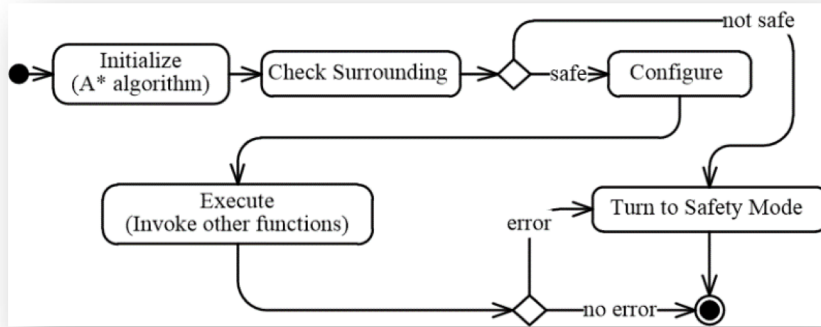 not safe
Initialize
(A* algorithm)
Check Surrounding
safe
Configure
Execute
(Invoke other functions)
error
Turn to Safety Mode
no error